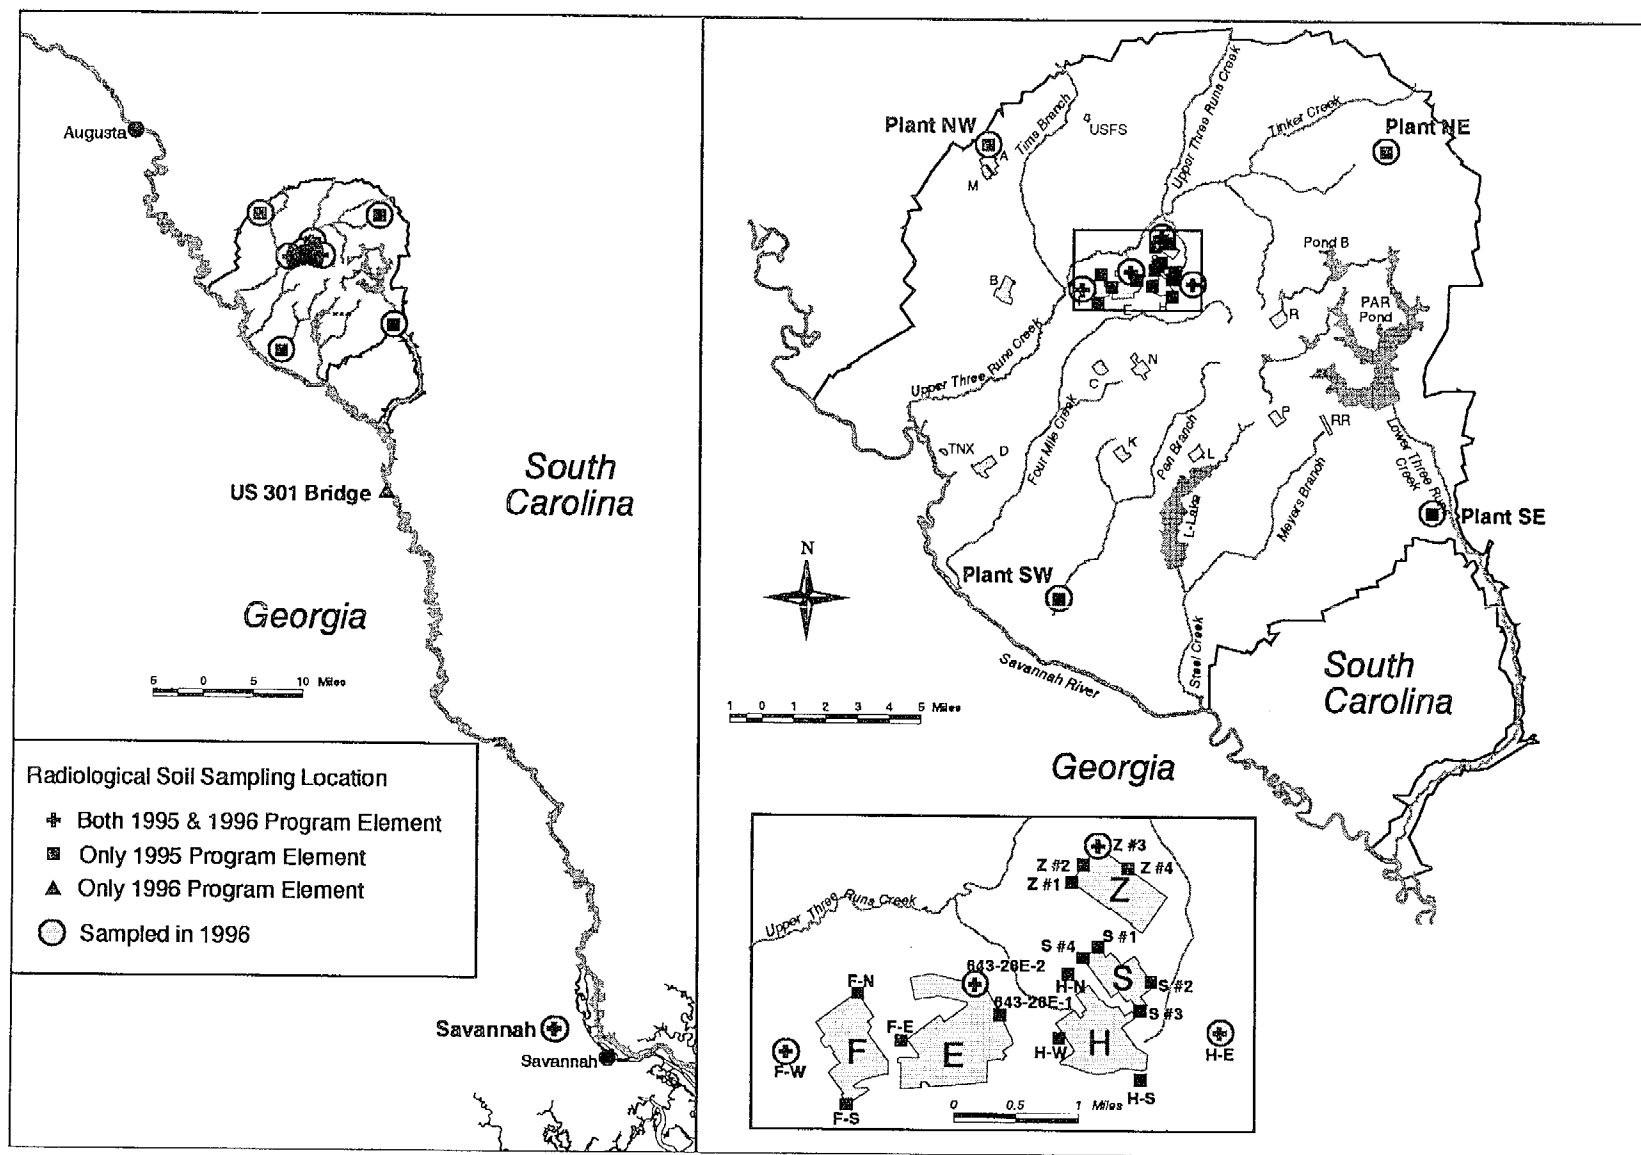 Augusta
US 301 Bridge
South
Carolina
Georgia
5 0 5 10 Miles
Radiological Soil Sampling Location
Both 1995 & 1996 Program Element
Only 1995 Program Element
Only 1996 Program Element
Sampled in 1996
Savannah
Savannah
Plant NW
A
M
Tims Branch
USFS
Upper Three Runs Creek
Tinker Creek
Plant NE
Pond B
PAR
Pond
B
R
E
Upper Three Runs Creek
C
N
P
RR
TNX
D
Four Mile Creek
K
Pen Branch
L
L-Lake
Meyers Branch
Lower Three Runs
Creek
Plant SE
N
Plant SW
Steel Creek
Savannah River
South
Carolina
1 0 1 2 3 4 5 Miles
Georgia
Z #3
Z #2
Z #4
Z #1
Z
Upper Three Runs Creek
S #1
S #4
643-26E-2
F-N
H-N
S
S #2
643-26E-1
S #3
F-E
F
E
H-W
H
H-E
F-W
H-S
F-S
0 0.5 1 Miles